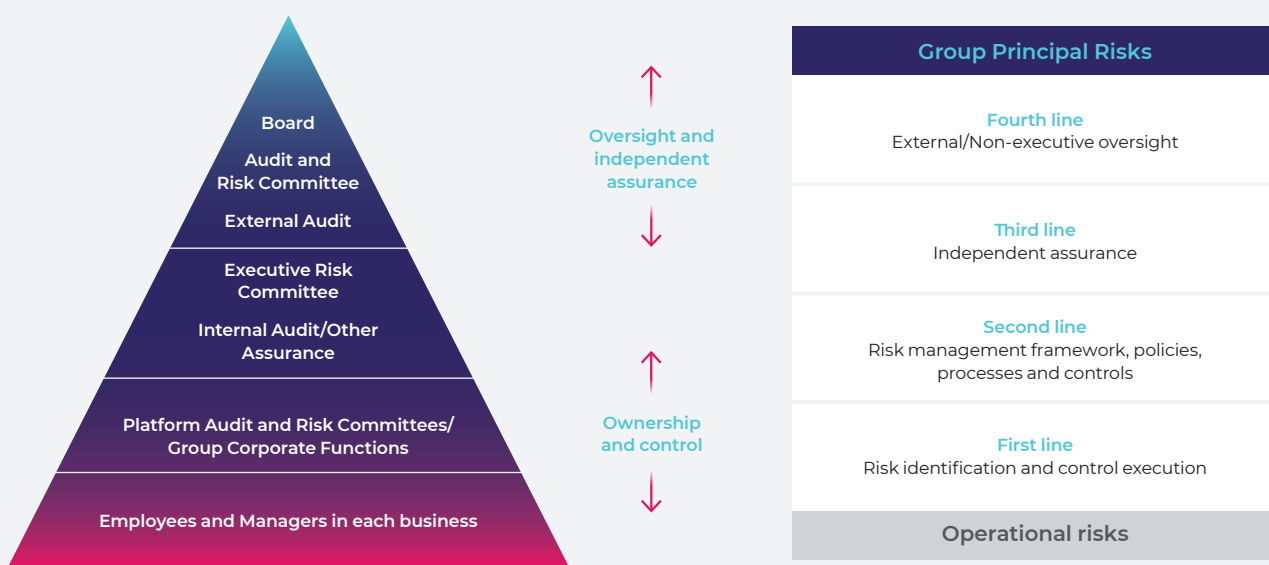 Board
Audit and
Risk Committee
External Audit
Executive Risk
Committee
Internal Audit/Other
Assurance
Platform Audit and Risk Committees/
Group Corporate Functions
Employees and Managers in each business
Oversight and
independent
assurance
Ownership
and control
Group Principal Risks
Fourth line
External/Non-executive oversight
Third line
Independent assurance
Second line
Risk management framework, policies,
processes and controls
First line
Risk identification and control execution
Operational risks